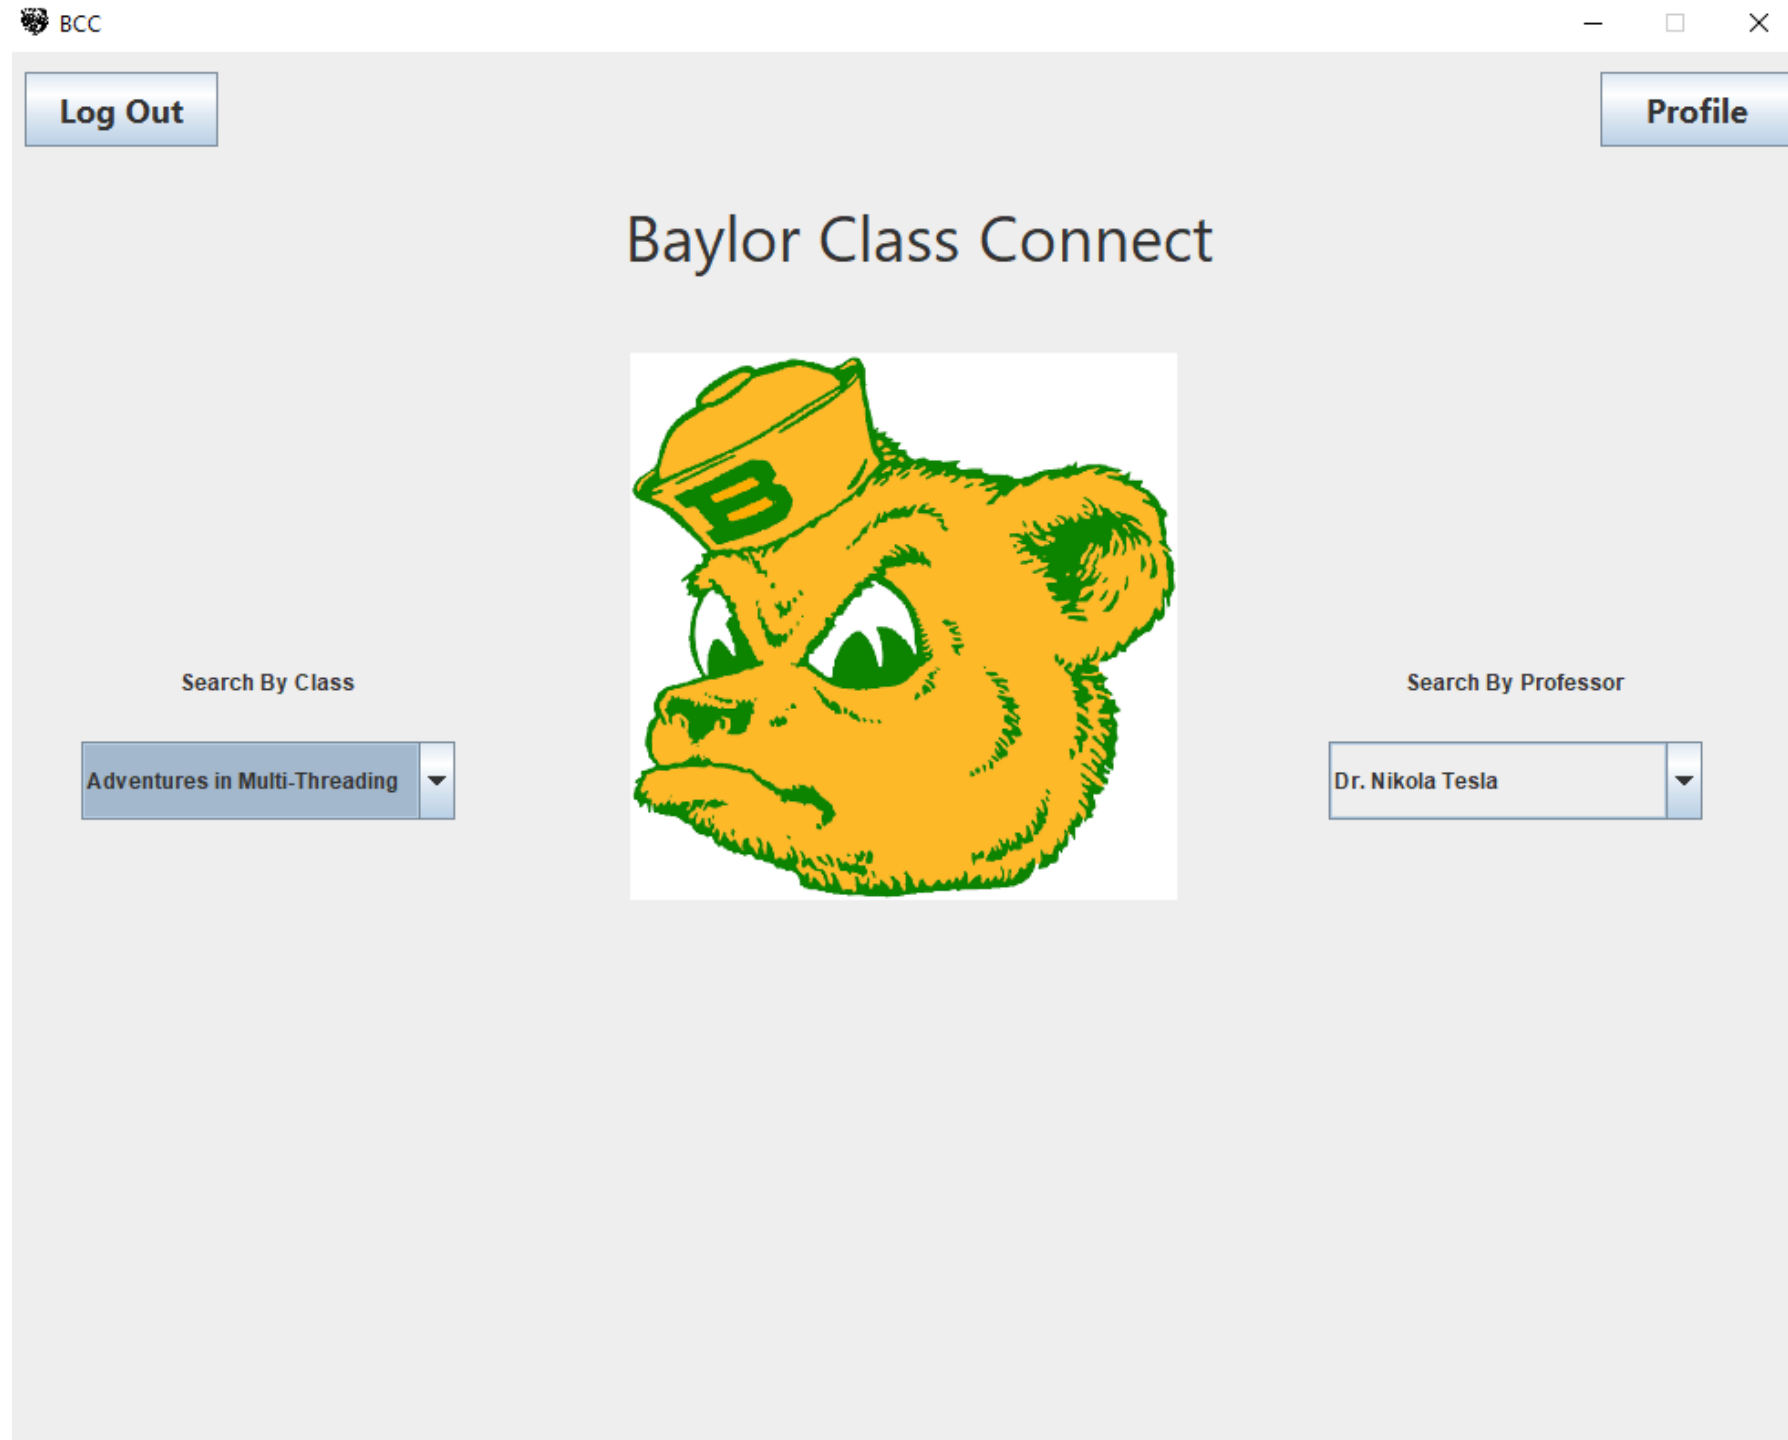 BCC
Log Out
Profile
Baylor Class Connect
B
Search By Class
Search By Professor
Adventures in Multi-Threading
Dr. Nikola Tesla